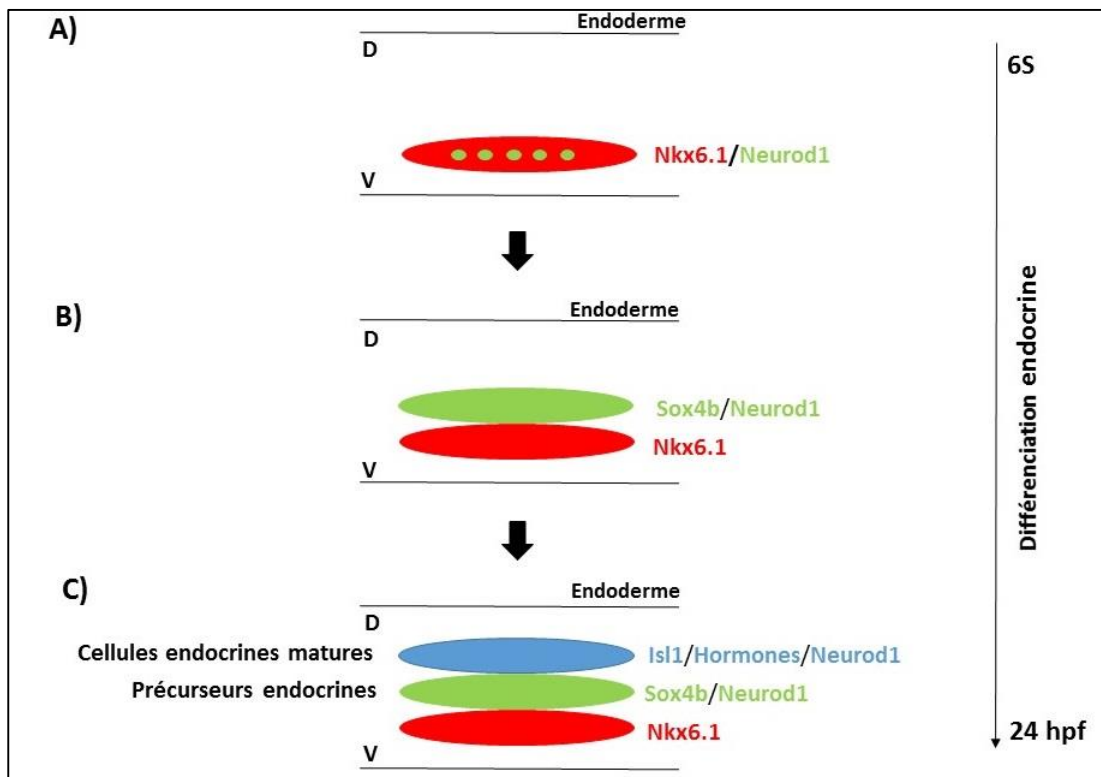 A)
Endoderme
D
6S
Nkx6.1/Neurod1
V
B)
Endoderme
D
Sox4b/Neurod1
Nkx6.1
V
Différenciation endocrine
C)
Endoderme
D
Cellules endocrines matures
Isl1/Hormones/Neurod1
Précurseurs endocrines
Sox4b/Neurod1
Nkx6.1
V
24 hpf